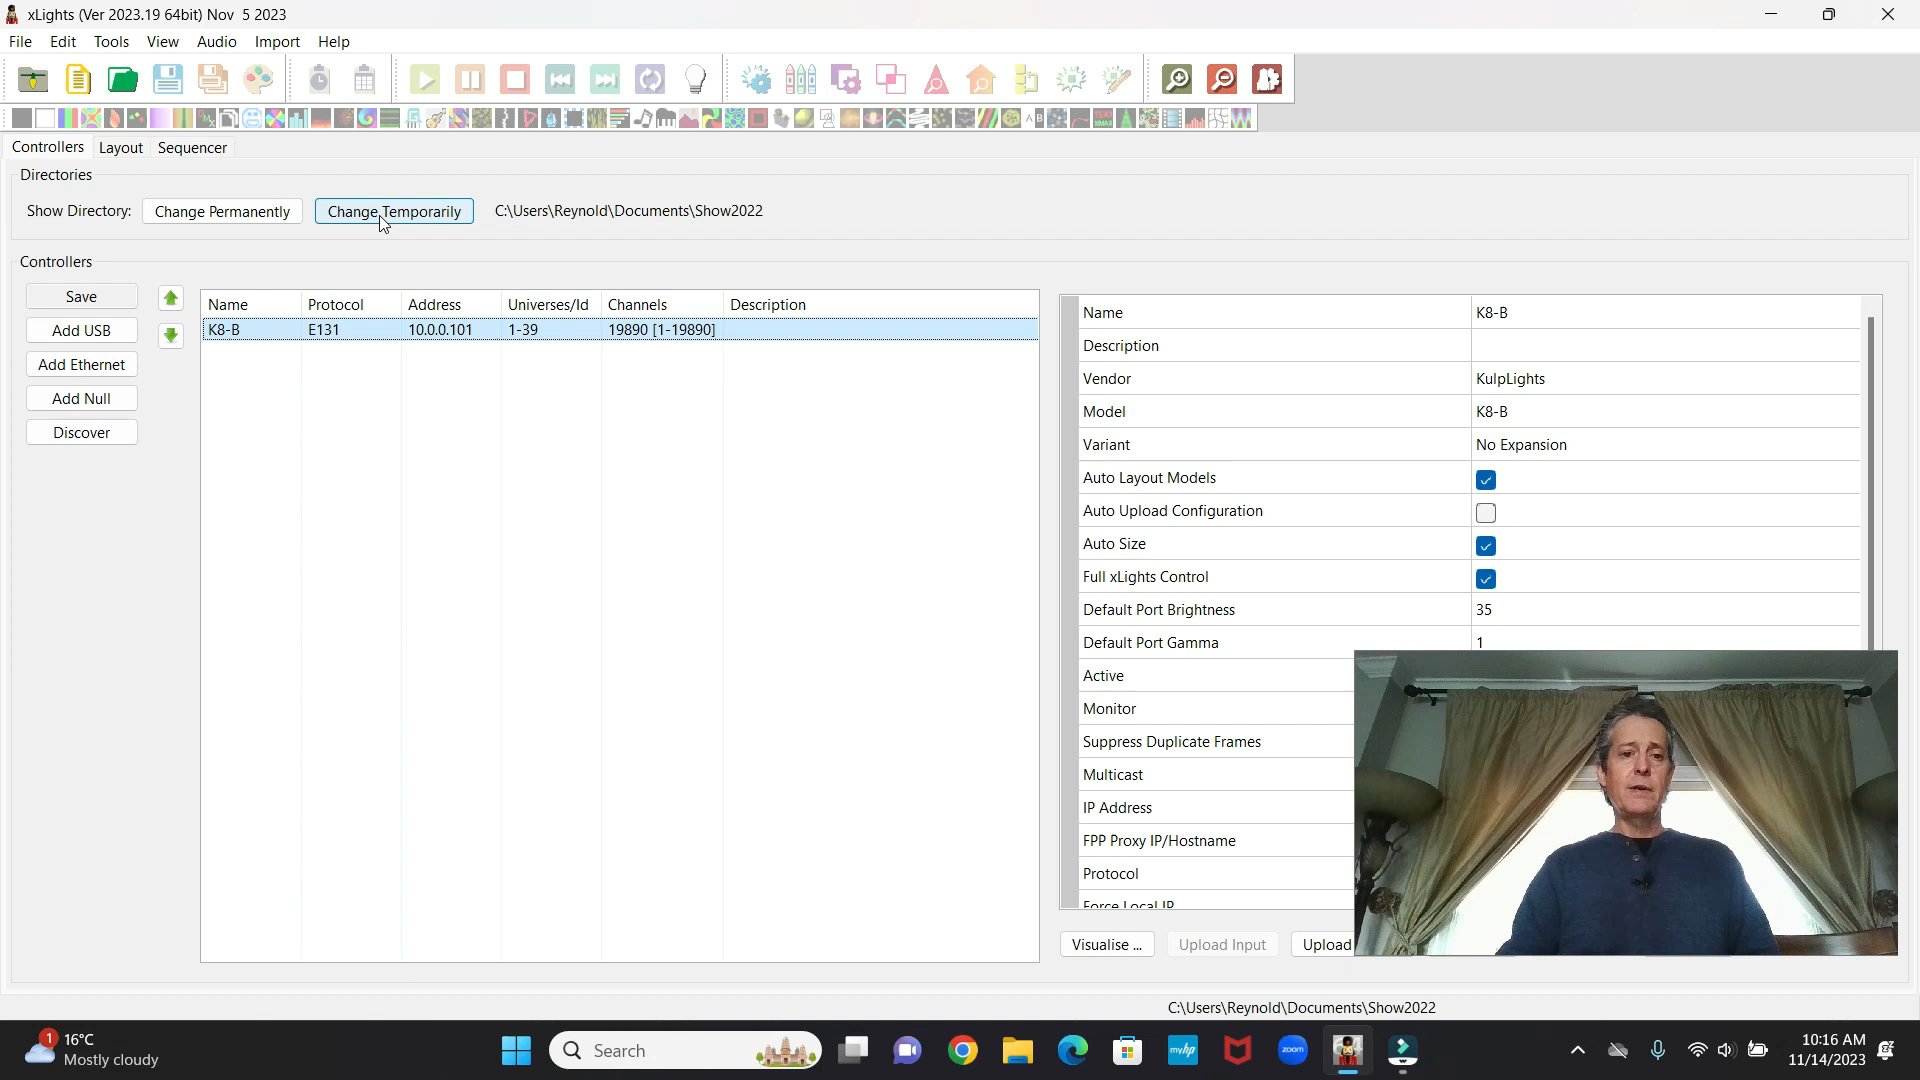 xLights (Ver 2023.19 64bit) Nov 5 2023
File Edit Tools View Audio Import Help
Controllers Layout Sequencer
Directories
Show Directory: Change Permanently Change Temporarily C:\Users\Reynold\Documents\Show2022
Controllers
Save
Add USB
Add Ethernet
Add Null
Discover
Name Protocol Address Universes/Id Channels Description
K8-B E131 10.0.0.101 1-39 19890 [1-19890]
Name K8-B
Description
Vendor KulpLights
Model K8-B
Variant No Expansion
Auto Layout Models
Auto Upload Configuration
Auto Size
Full xLights Control
Default Port Brightness 35
Default Port Gamma 1
Active
Monitor
Suppress Duplicate Frames
Multicast
IP Address
FPP Proxy IP/Hostname
Protocol
Force Local IP
Visualise ... Upload Input Upload
C:\Users\Reynold\Documents\Show2022
1 16°C
Mostly cloudy
Search
myhp
zoom
10:16 AM
11/14/2023